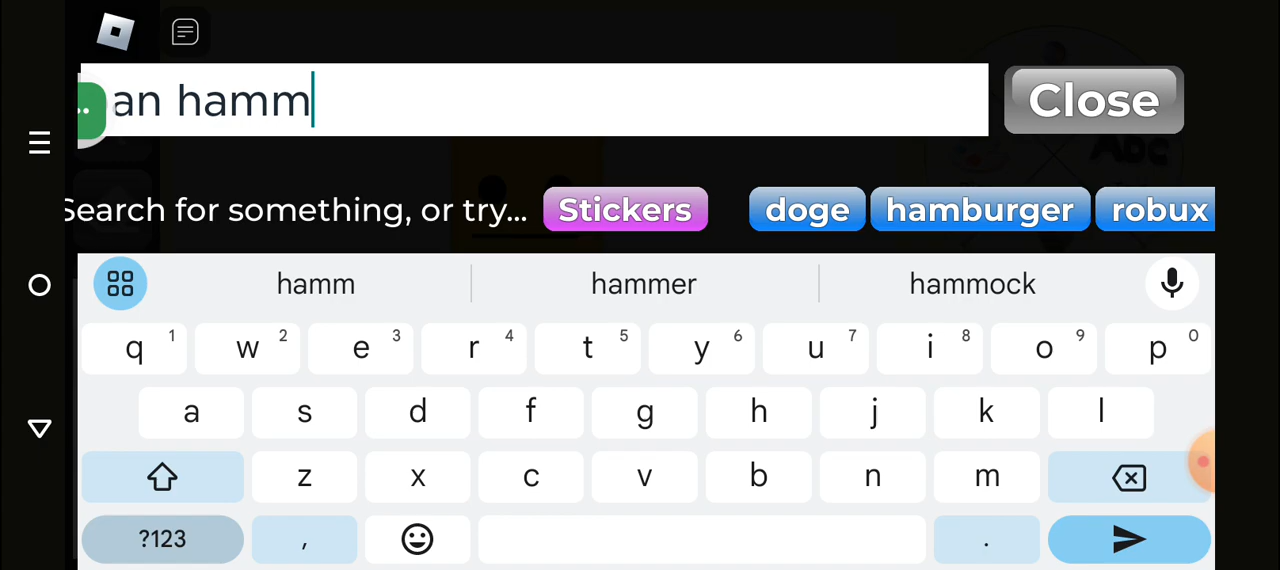 an hamm
Close
ABC
Search for something, or try... Stickers doge hamburger robux
hamm hammer hammock
q 1 w 2 e 3 r 4 t 5 y 6 u 7 i 8 o 9 p 0
a s d f g h j k l
z x c v b n m
?123 , .